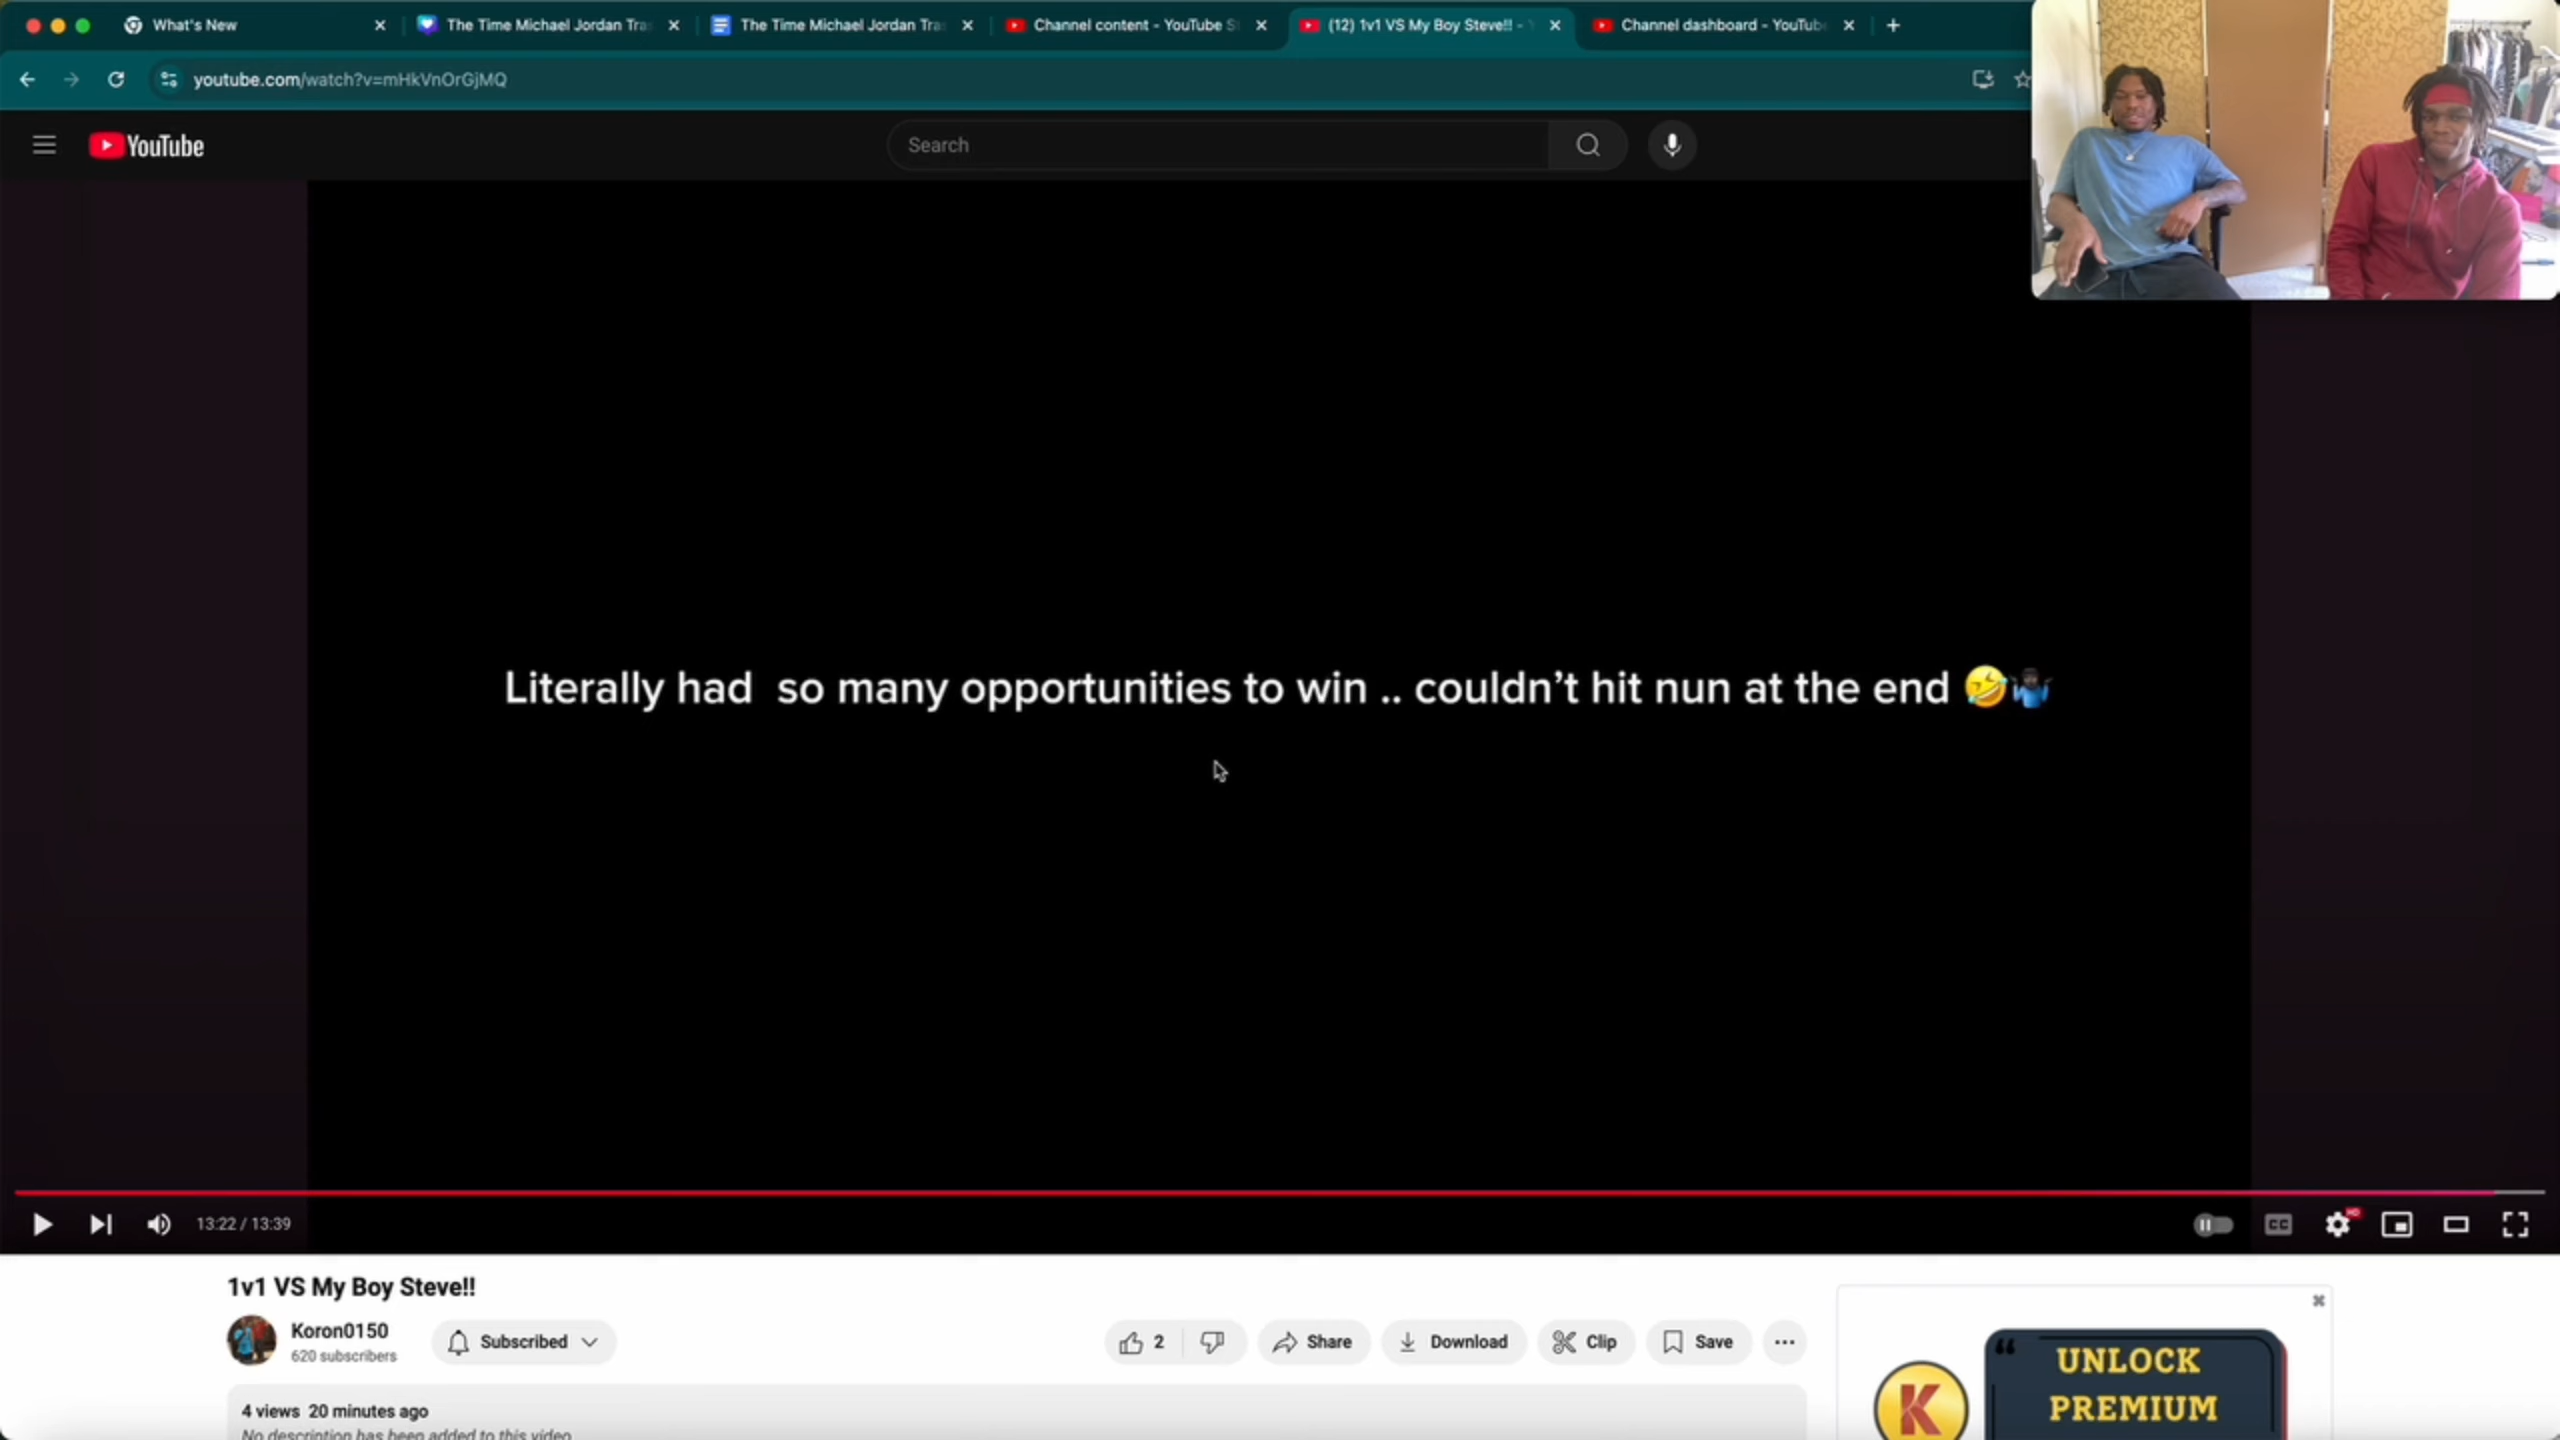 What's New
The Time Michael Jordan Tra
The Time Michael Jordan Tra
Channel content - YouTube S
(12) 1v1 VS My Boy Steve!! -
Channel dashboard - YouTube
youtube.com/watch?v=mHkVnOrGjMQ
YouTube
Search
Literally had  so many opportunities to win .. couldn't hit nun at the end 🤣🤷🏿‍♂️
13:22 / 13:39
CC
HD
1v1 VS My Boy Steve!!
Koron0150
620 subscribers
Subscribed
2
Share
Download
Clip
Save
4 views 20 minutes ago
No description has been added to this video
K
UNLOCK
PREMIUM